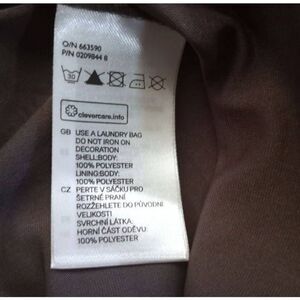 O/N 663590
P/N 0209844 8
30
clevercare.info
GB USE A LAUNDRY BAG
DO NOT IRON ON
DECORATION
SHELL:BODY:
100% POLYESTER
LINING:BODY:
100% POLYESTER
CZ PERTE V SÁČKU PRO
ŠETRNÉ PRANÍ
ROZŽEHLETE DO PŮVODNÍ
VELIKOSTI
SVRCHNÍ LÁTKA:
HORNÍ ČÁST ODĚVU
100% POLYESTER